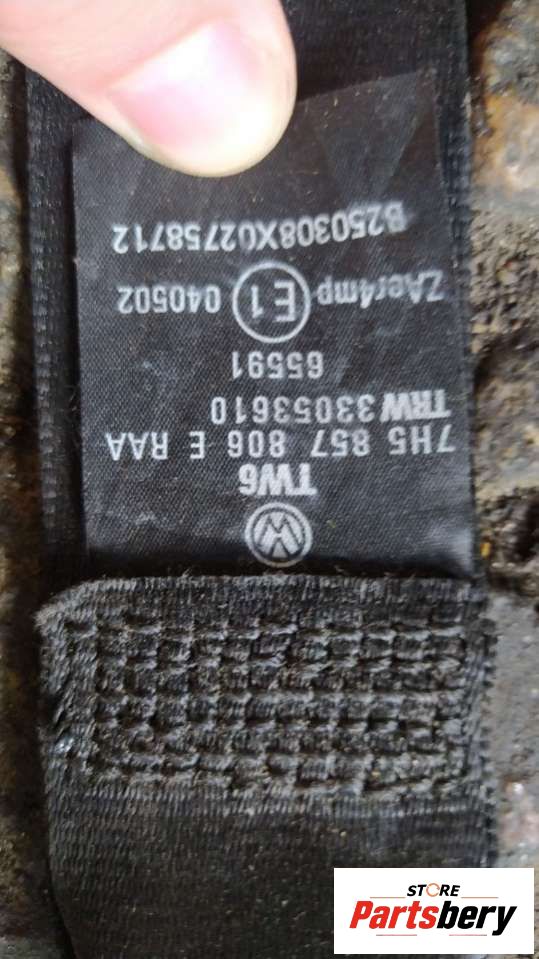 TW6
7H5 857 806 E RAA
TRW 33053610
65591
ZAer4mp E1 040502
B250308X02758712
STORE
Partsbery